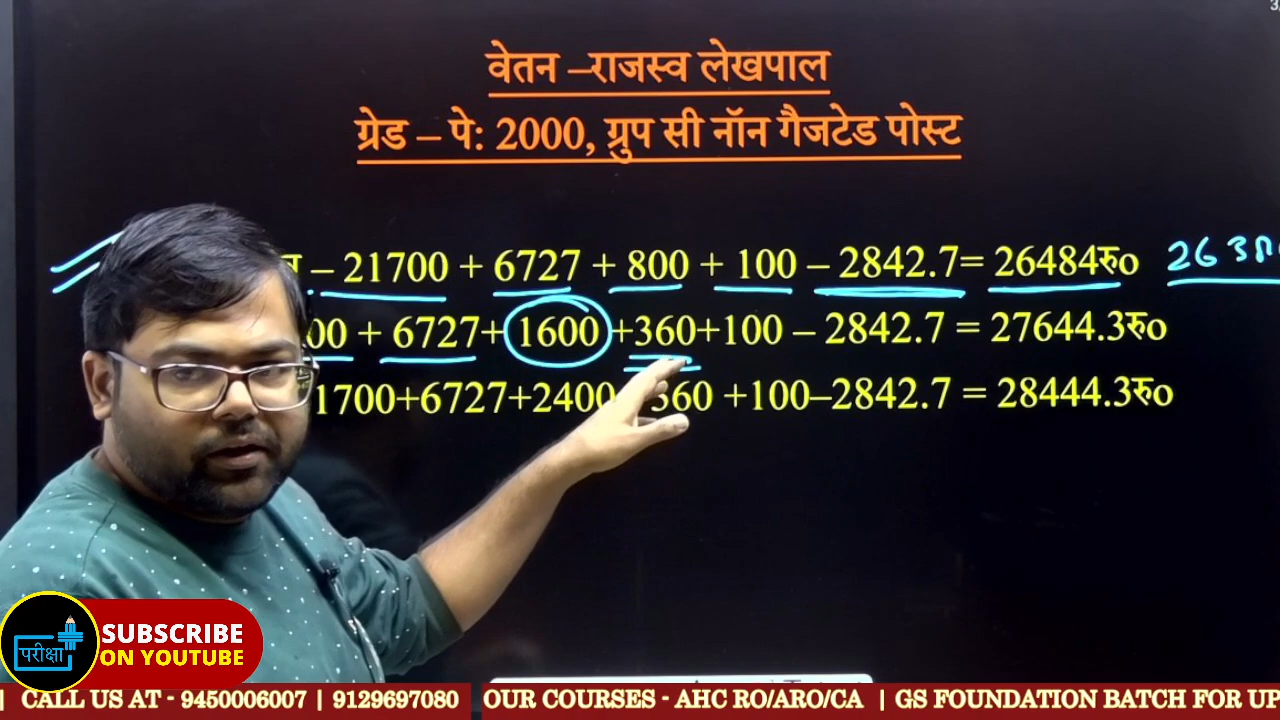 वेतन –राजस्व लेखपाल
ग्रेड – पे: 2000, ग्रुप सी नॉन गैजटेड पोस्ट
– 21700 + 6727 + 800 + 100 – 2842.7= 26484रु०
00 + 6727+ 1600 +360+100 – 2842.7 = 27644.3रु०
1700+6727+2400 360 +100–2842.7 = 28444.3रु०
परीक्षा
SUBSCRIBE
ON YOUTUBE
| CALL US AT - 9450006007 | 9129697080 OUR COURSES - AHC RO/ARO/CA | GS FOUNDATION BATCH FOR UP